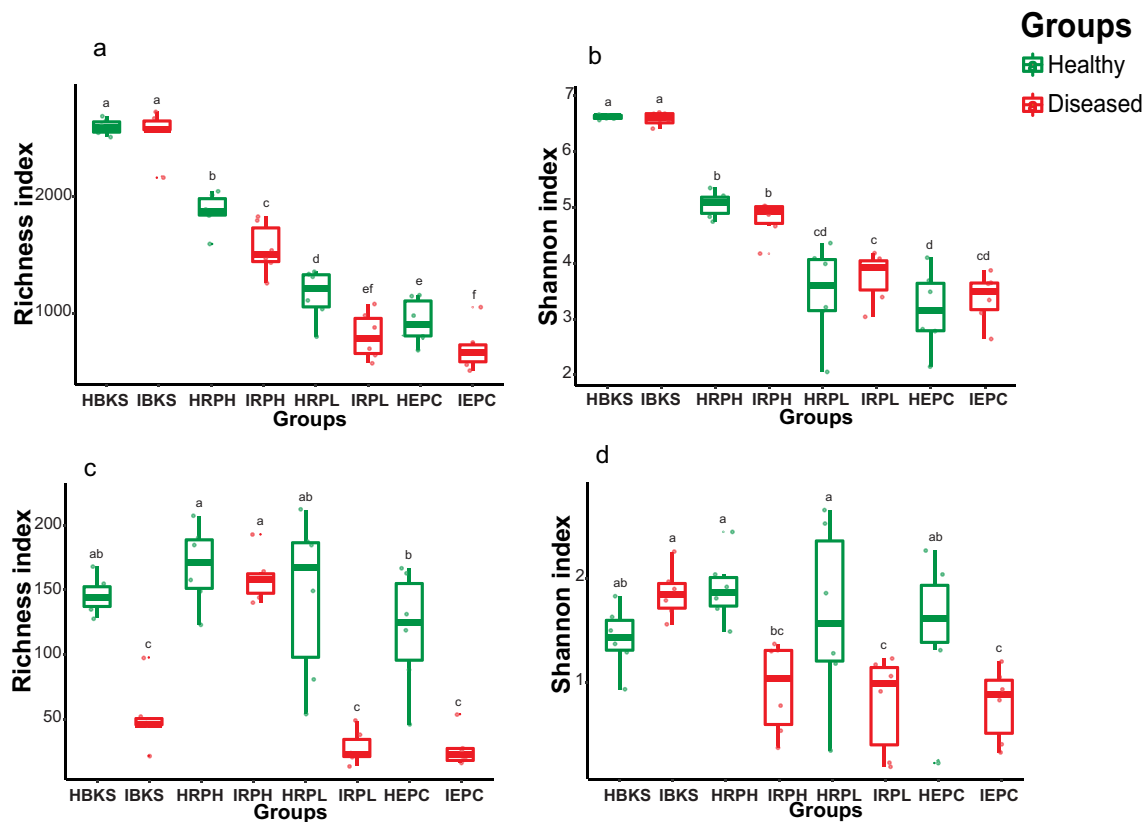 Groups
Healthy
Diseased
a
Richness index
2000
1000
a a b c d ef e f
HBKS IBKS HRPH IRPH HRPL IRPL HEPC IEPC
Groups
b
Shannon index
7
6
5
4
3
2
a a b b cd c d cd
HBKS IBKS HRPH IRPH HRPL IRPL HEPC IEPC
Groups
c
Richness index
200
150
100
50
ab c a a ab c b c
HBKS IBKS HRPH IRPH HRPL IRPL HEPC IEPC
Groups
d
Shannon index
2
1
ab a a bc a c ab c
HBKS IBKS HRPH IRPH HRPL IRPL HEPC IEPC
Groups